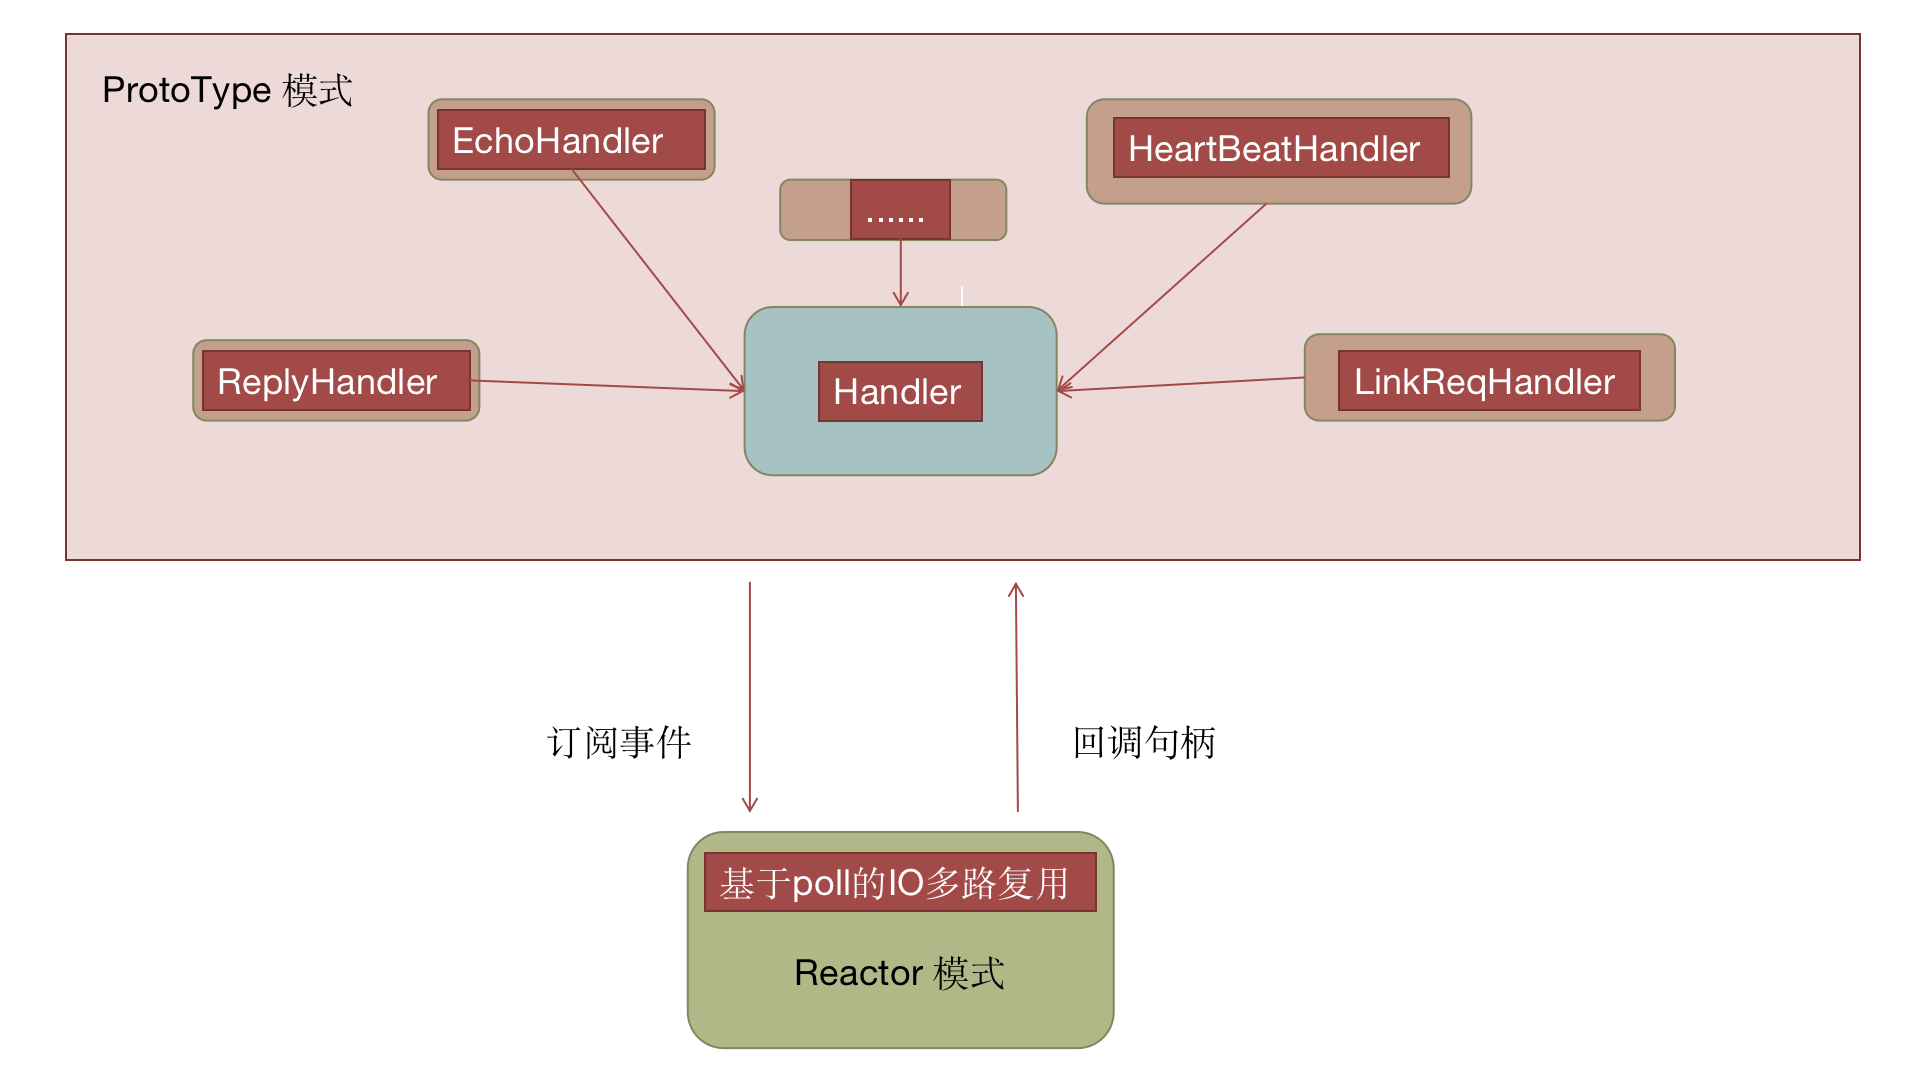 ProtoType 模式
EchoHandler
HeartBeatHandler
......
ReplyHandler
Handler
LinkReqHandler
订阅事件
回调句柄
基于poll的IO多路复用
Reactor 模式